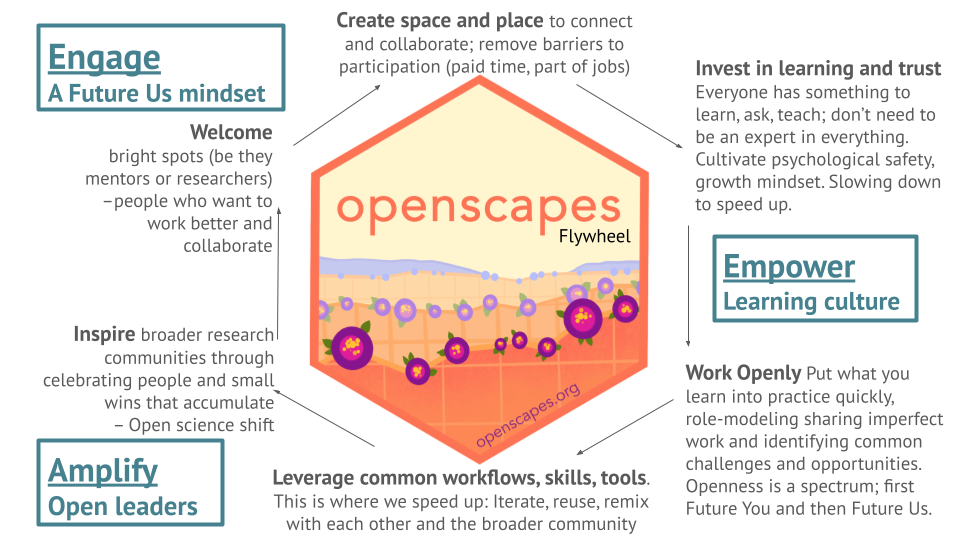 Engage
A Future Us mindset
Create space and place to connect
and collaborate; remove barriers to
participation (paid time, part of jobs)
Invest in learning and trust
Everyone has something to
learn, ask, teach; don't need to
be an expert in everything.
Cultivate psychological safety,
growth mindset. Slowing down
to speed up.
Welcome
bright spots (be they
mentors or researchers)
–people who want to
work better and
collaborate
openscapes
Flywheel
Empower
Learning culture
Inspire broader research
communities through
celebrating people and small
wins that accumulate
– Open science shift
Work Openly Put what you
learn into practice quickly,
role-modeling sharing imperfect
work and identifying common
challenges and opportunities.
Openness is a spectrum; first
Future You and then Future Us.
openscapes.org
Amplify
Open leaders
Leverage common workflows, skills, tools.
This is where we speed up: Iterate, reuse, remix
with each other and the broader community